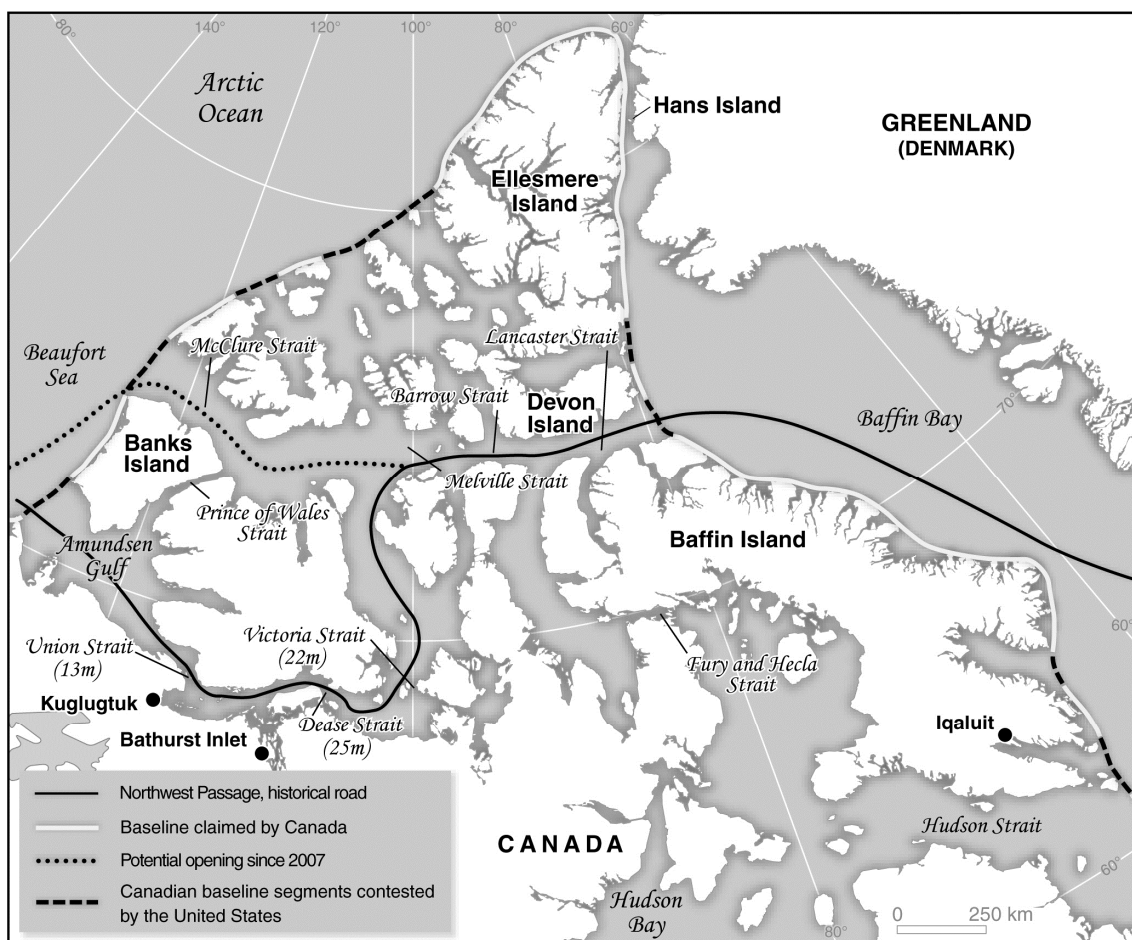 80°
140°
120°
100°
80°
60°
Arctic
Ocean
Hans Island
GREENLAND
(DENMARK)
Ellesmere
Island
Lancaster Strait
McClure Strait
Beaufort
Sea
Barrow Strait
Devon
Island
70°
Baffin Bay
Banks
Island
Melville Strait
Prince of Wales
Strait
Baffin Island
Amundsen
Gulf
60°
Victoria Strait
(22m)
Union Strait
(13m)
Fury and Hecla
Strait
Kuglugtuk
Dease Strait
(25m)
Iqaluit
Bathurst Inlet
Northwest Passage, historical road
Baseline claimed by Canada
Potential opening since 2007
Canadian baseline segments contested
by the United States
CANADA
Hudson Strait
60°
Hudson
Bay
0 250 km
80°